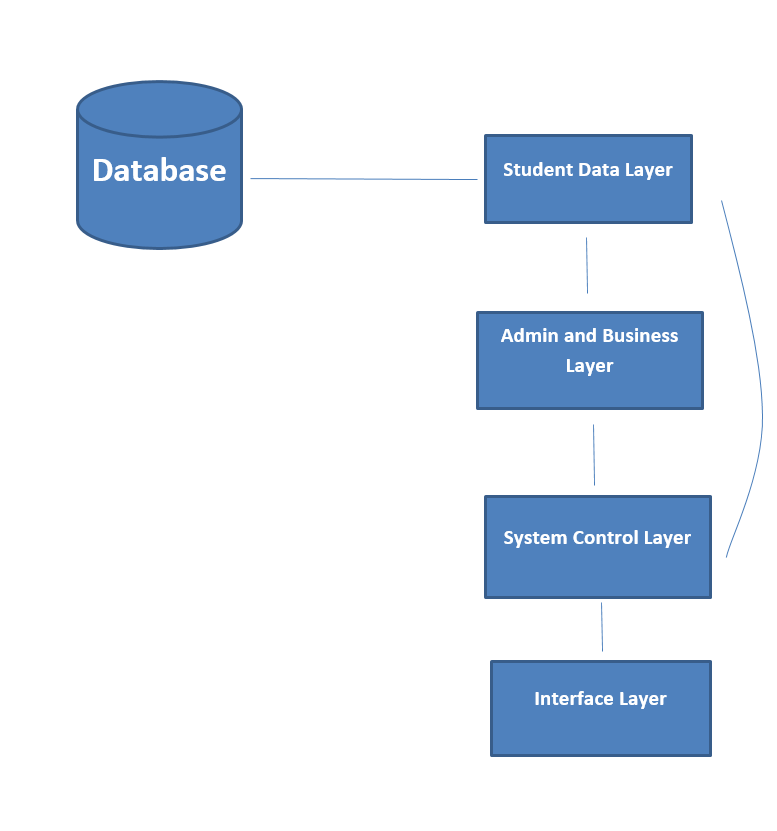 Database
Student Data Layer
Admin and Business
Layer
System Control Layer
Interface Layer